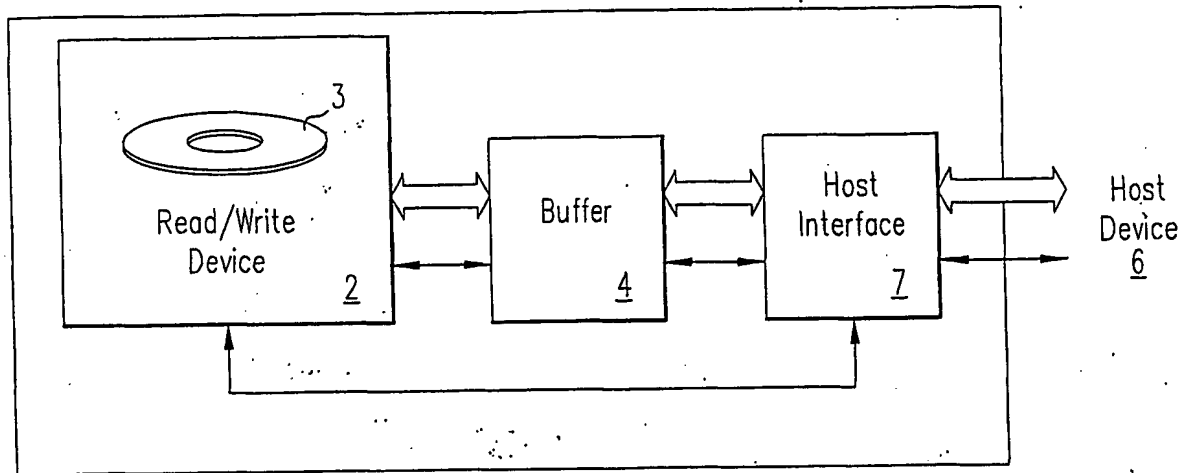 3
Read/Write
Device
2
Buffer
4
Host
Interface
7
Host
Device
6